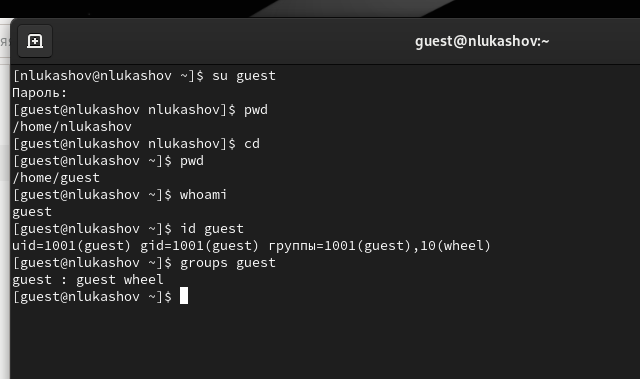 guest@nlukashov:~
[nlukashov@nlukashov ~]$ su guest
Пароль:
[guest@nlukashov nlukashov]$ pwd
/home/nlukashov
[guest@nlukashov nlukashov]$ cd
[guest@nlukashov ~]$ pwd
/home/guest
[guest@nlukashov ~]$ whoami
guest
[guest@nlukashov ~]$ id guest
uid=1001(guest) gid=1001(guest) группы=1001(guest),10(wheel)
[guest@nlukashov ~]$ groups guest
guest : guest wheel
[guest@nlukashov ~]$